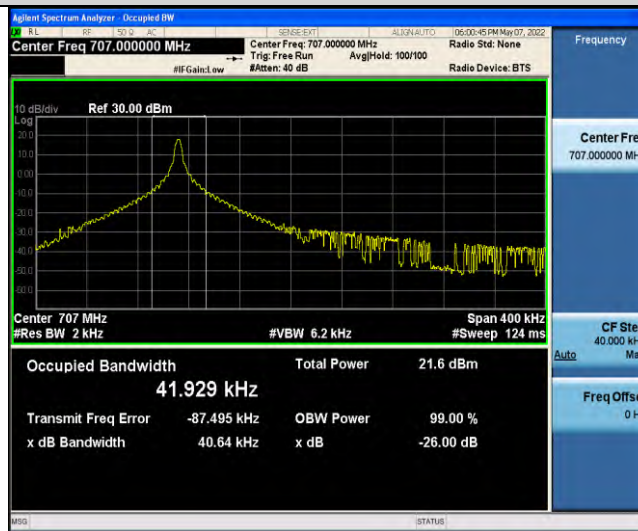 Agilent Spectrum Analyzer - Occupied BW
RL RF 50 Ω AC SENSE:EXT ALIGN AUTO 06:00:45 PM May 07, 2022
Center Freq 707.000000 MHz Center Freq: 707.000000 MHz Radio Std: None Frequency
Trig: Free Run Avg|Hold: 100/100
#IFGain:Low #Atten: 40 dB Radio Device: BTS
10 dB/div Ref 30.00 dBm
Log
20.0
10.0
0.00
-10.0
-20.0
-30.0
-40.0
-50.0
-60.0
Center Fre
707.000000 MH
Center 707 MHz Span 400 kHz
#Res BW 2 kHz #VBW 6.2 kHz #Sweep 124 ms
CF Ste
40.000 kH
Auto Ma
Occupied Bandwidth Total Power 21.6 dBm
41.929 kHz
Freq Offse
0 H
Transmit Freq Error -87.495 kHz OBW Power 99.00 %
x dB Bandwidth 40.64 kHz x dB -26.00 dB
MSG STATUS